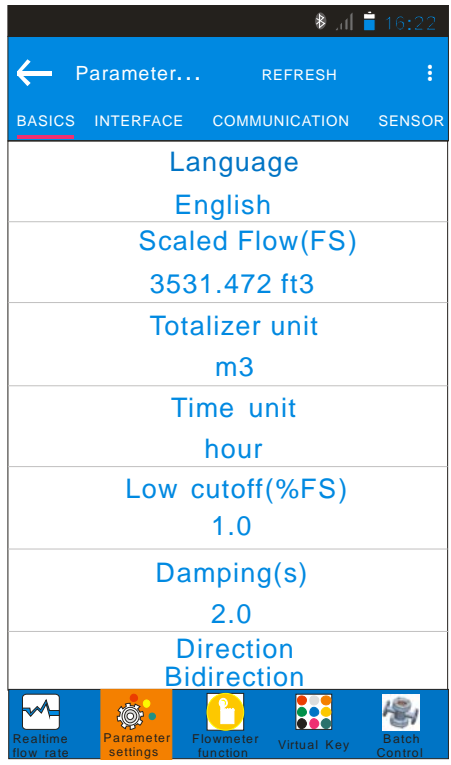 16:22
Parameter... REFRESH
BASICS INTERFACE COMMUNICATION SENSOR
Language
English
Scaled Flow(FS)
3531.472 ft3
Totalizer unit
m3
Time unit
hour
Low cutoff(%FS)
1.0
Damping(s)
2.0
Direction
Bidirection
Realtime
flow rate
Parameter
settings
Flowmeter
function
Virtual Key
Batch
Control